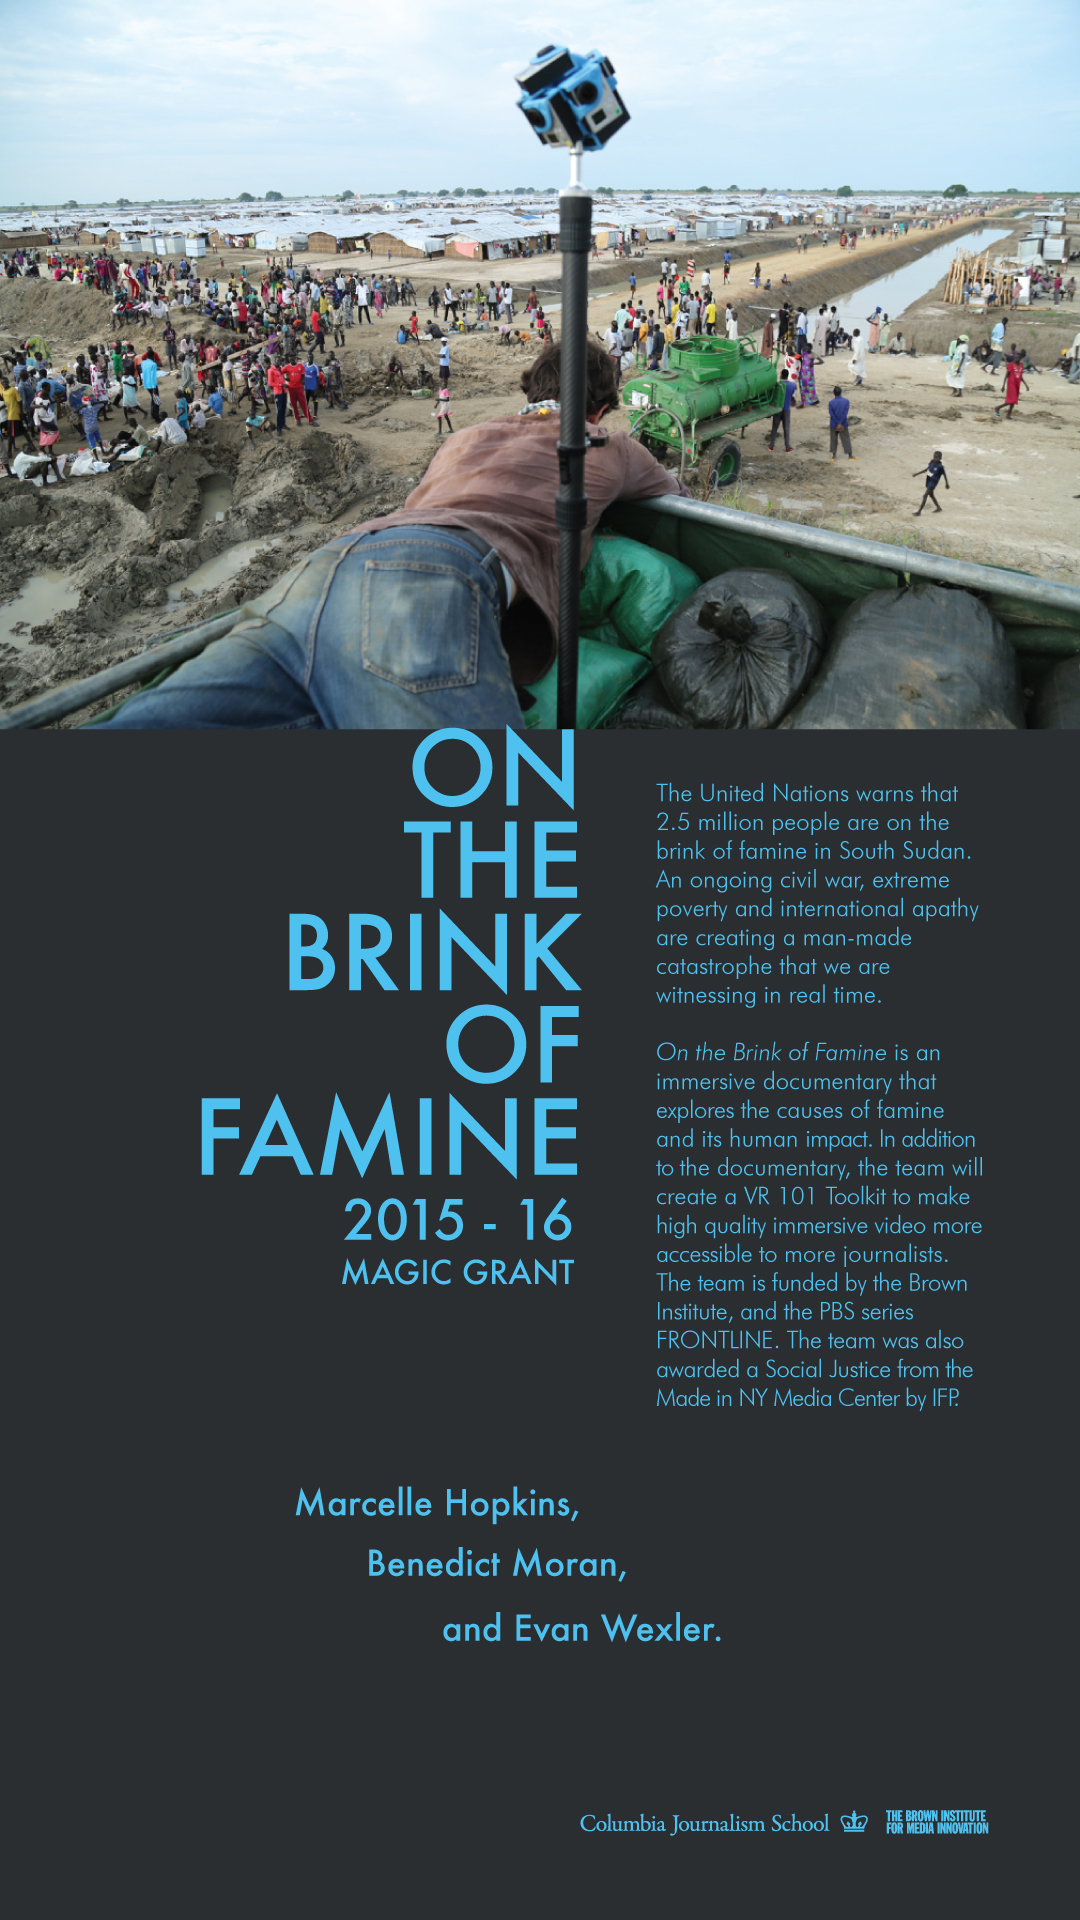 ON
THE
BRINK
OF
FAMINE
2015 - 16
MAGIC GRANT
The United Nations warns that
2.5 million people are on the
brink of famine in South Sudan.
An ongoing civil war, extreme
poverty and international apathy
are creating a man-made
catastrophe that we are
witnessing in real time.
On the Brink of Famine is an
immersive documentary that
explores the causes of famine
and its human impact. In addition
to the documentary, the team will
create a VR 101 Toolkit to make
high quality immersive video more
accessible to more journalists.
The team is funded by the Brown
Institute, and the PBS series
FRONTLINE. The team was also
awarded a Social Justice from the
Made in NY Media Center by IFP.
Marcelle Hopkins,
Benedict Moran,
and Evan Wexler.
Columbia Journalism School
THE BROWN INSTITUTE
FOR MEDIA INNOVATION